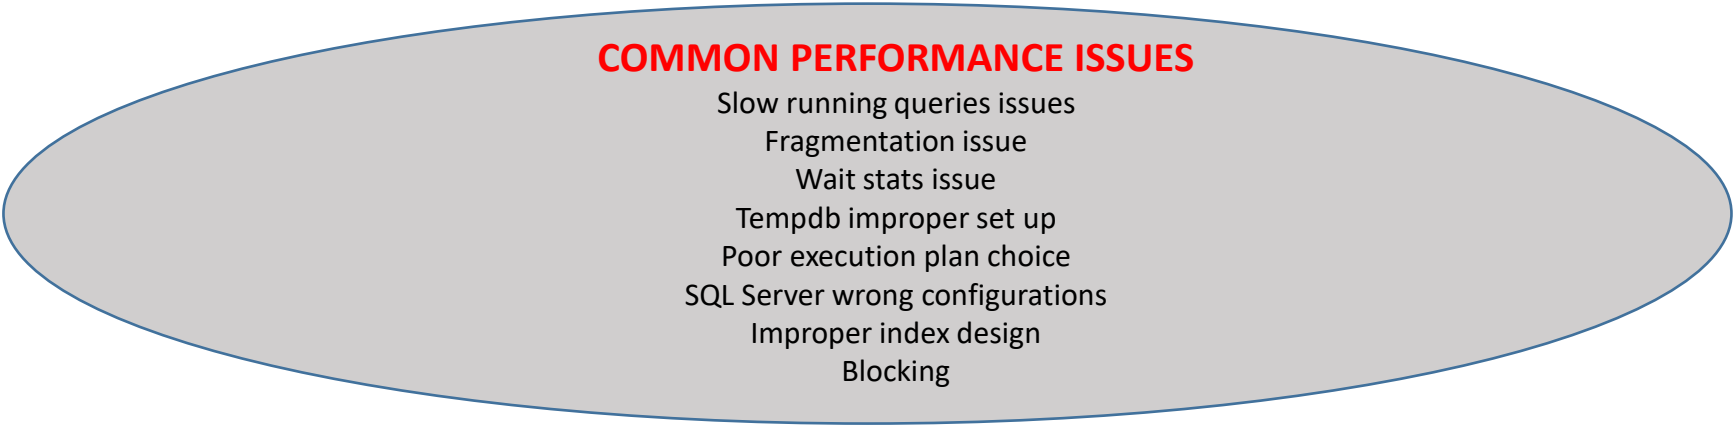 COMMON PERFORMANCE ISSUES
Slow running queries issues
Fragmentation issue
Wait stats issue
Tempdb improper set up
Poor execution plan choice
SQL Server wrong configurations
Improper index design
Blocking